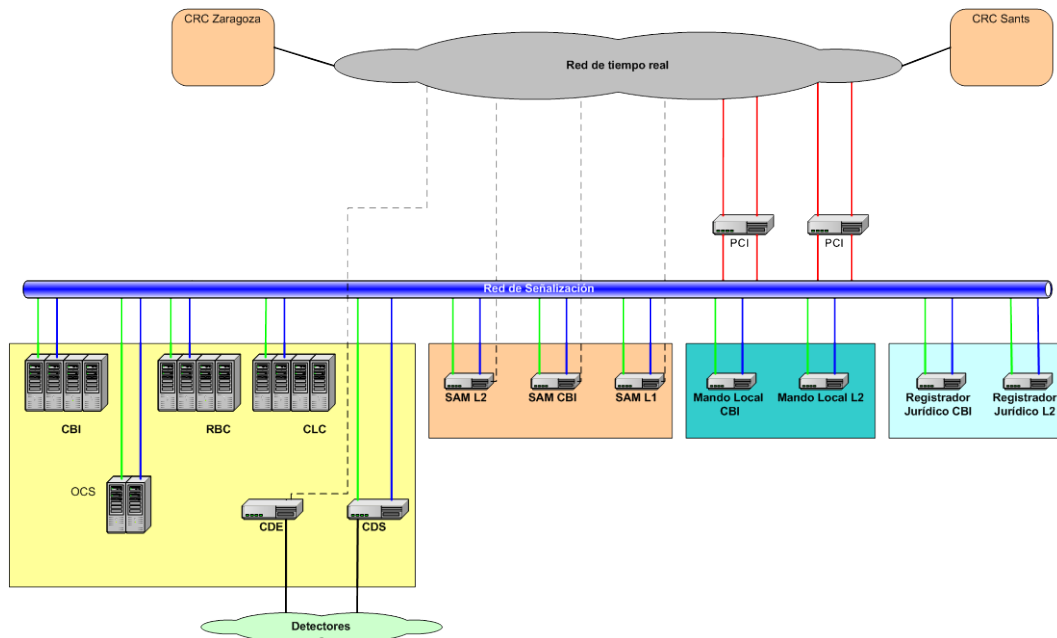 CRC Zaragoza
CRC Sants
Red de tiempo real
PCI
PCI
Red de Señalización
SAM L2
SAM CBI
SAM L1
Mando Local
CBI
Mando Local L2
Registrador
Jurídico CBI
Registrador
Jurídico L2
CBI
RBC
CLC
OCS
CDE
CDS
Detectores